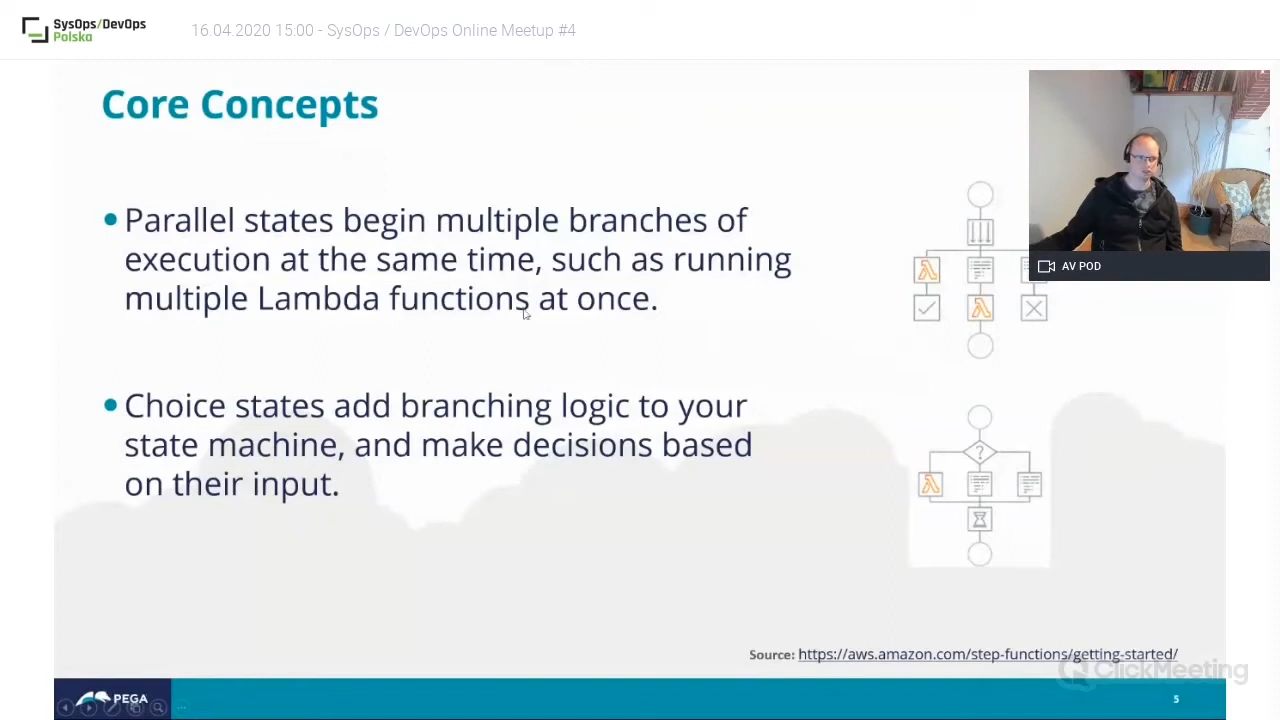 SysOps/DevOps
Polska
16.04.2020 15:00 - SysOps / DevOps Online Meetup #4
Core Concepts
Parallel states begin multiple branches of
execution at the same time, such as running
multiple Lambda functions at once.
AV POD
Choice states add branching logic to your
state machine, and make decisions based
on their input.
?
Source: https://aws.amazon.com/step-functions/getting-started/
ClickMeeting
PEGA
5